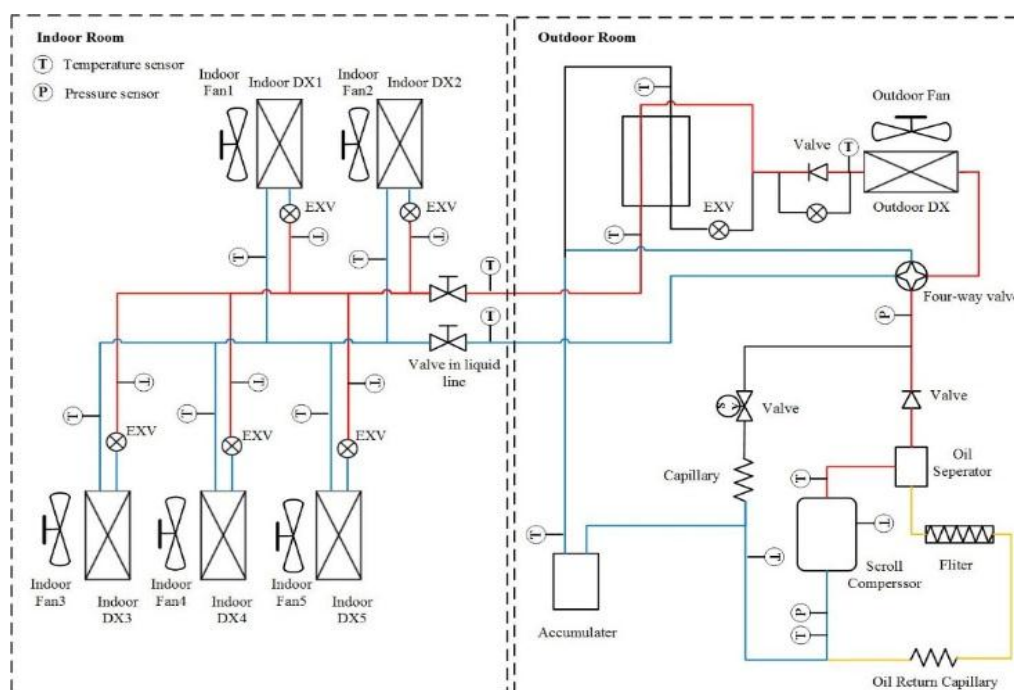 Indoor Room
T Temperature sensor
P Pressure sensor
Indoor
Fan1
Indoor DX1
Indoor
Fan2
Indoor DX2
EXV
T
EXV
T
T
T
T
T
Valve in liquid
line
T
T
T
T
T
T
EXV
EXV
EXV
Indoor
Fan3
Indoor
DX3
Indoor
Fan4
Indoor
DX4
Indoor
Fan5
Indoor
DX5
Outdoor Room
T
T
EXV
Valve
T
Outdoor Fan
Outdoor DX
Four-way valve
P
S
V
Valve
Valve
Capillary
Oil
Seperator
T
T
Scroll
Comperssor
Fliter
T
T
Accumulater
P
T
Oil Return Capillary